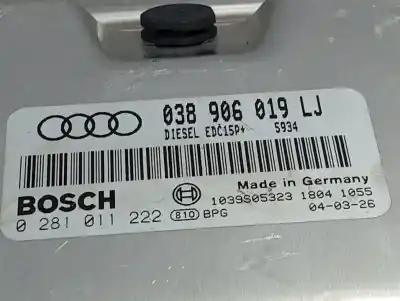 038 906 019 LJ
DIESEL EDC15P+ 5934
Made in Germany
BOSCH
1039S05323 1804 1055
0 281 011 222 810 BPG 04-03-26